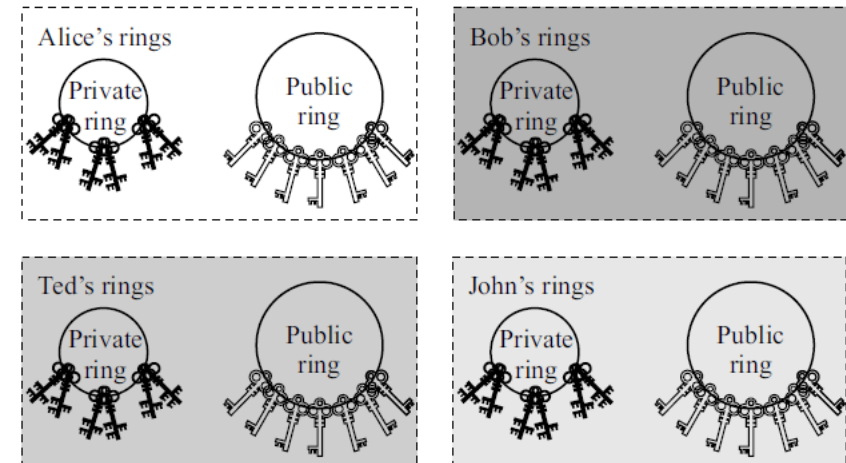 Alice’s rings
Private
ring
Public
ring
Bob’s rings
Private
ring
Public
ring
Ted’s rings
Private
ring
Public
ring
John’s rings
Private
ring
Public
ring